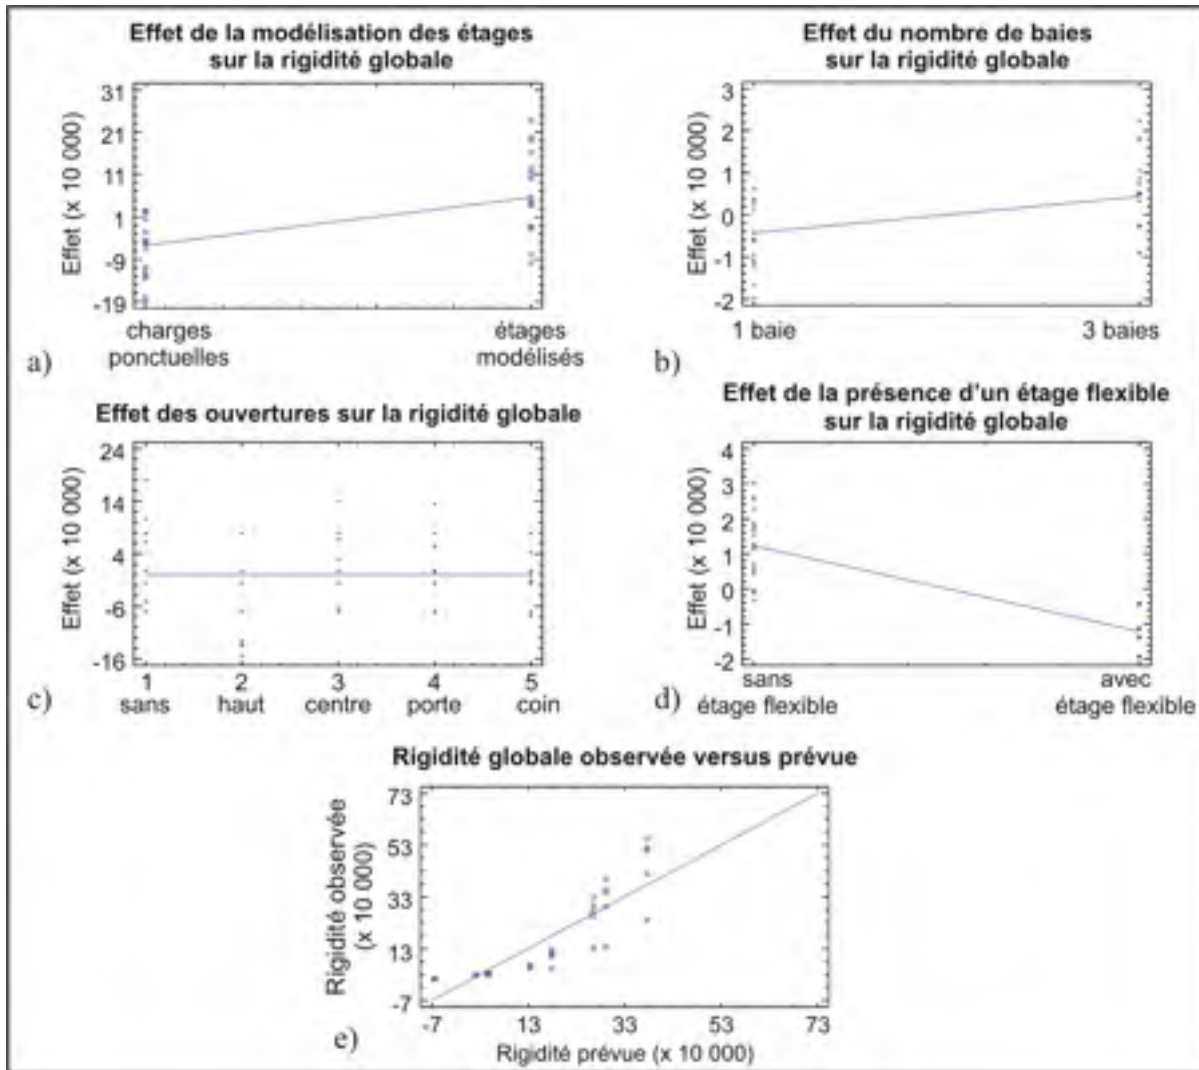 Effet de la modélisation des étages
sur la rigidité globale
Effet (x 10 000)
31
21
11
1
-9
-19
charges
ponctuelles
étages
modélisés
a)
Effet du nombre de baies
sur la rigidité globale
Effet (x 10 000)
3
2
1
0
-1
-2
1 baie
3 baies
b)
Effet des ouvertures sur la rigidité globale
Effet (x 10 000)
24
14
4
-6
-16
1
2
3
4
5
sans
haut
centre
porte
coin
c)
Effet de la présence d'un étage flexible
sur la rigidité globale
Effet (x 10 000)
4
3
2
1
0
-1
-2
sans
étage flexible
avec
étage flexible
d)
Rigidité globale observée versus prévue
Rigidité observée
(x 10 000)
73
53
33
13
-7
-7
13
33
53
73
Rigidité prévue (x 10 000)
e)